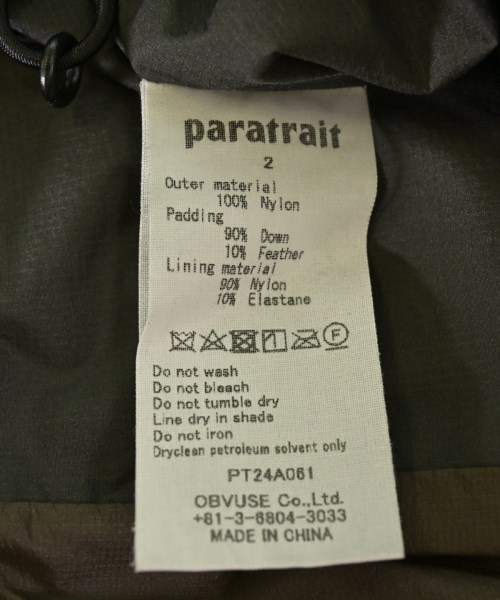 paratrait
2
Outer material
100% Nylon
Padding
90% Down
10% Feather
Lining material
90% Nylon
10% Elastane
F
Do not wash
Do not bleach
Do not tumble dry
Line dry in shade
Do not iron
Dryclean petroleum solvent only
PT24A061
OBVUSE Co.,Ltd.
+81-3-6804-3033
MADE IN CHINA